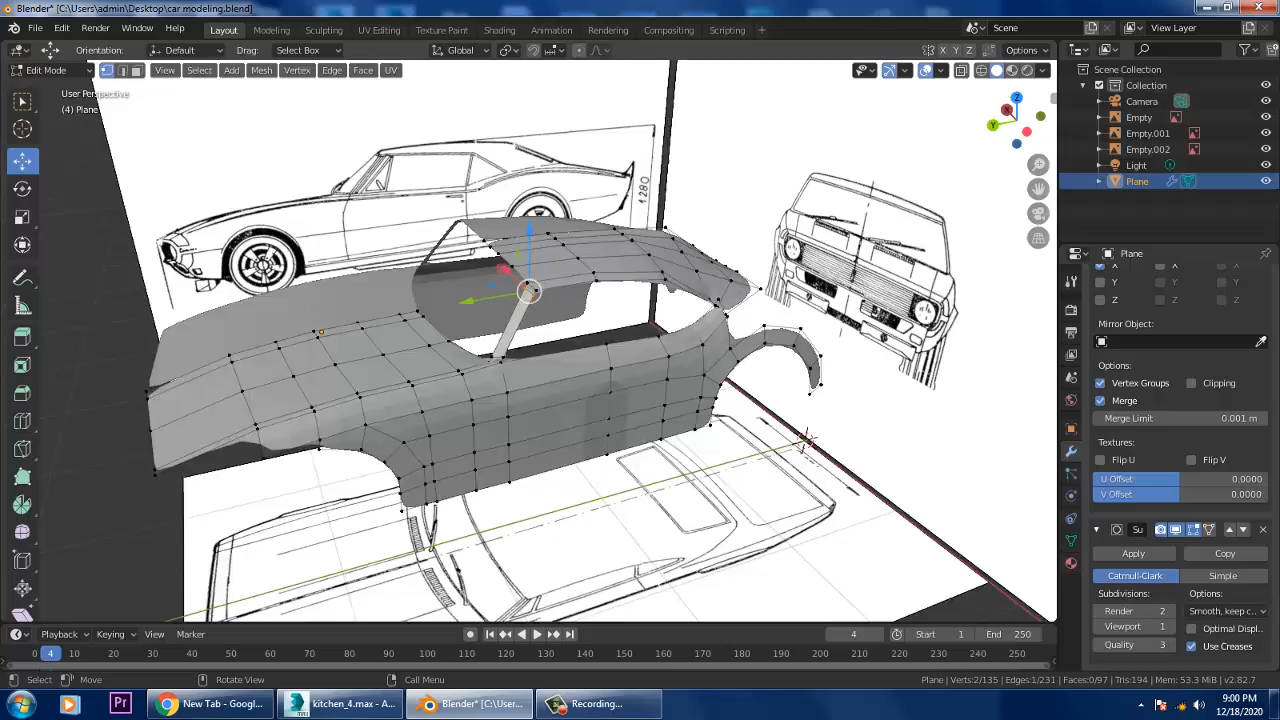 Blender* [C:\Users\admin\Desktop\car modeling.blend]
File Edit Render Window Help Layout Modeling Sculpting UV Editing Texture Paint Shading Animation Compositing Scripting Scene View Layer
Orientation: Default Drag: Select Box Global X Y Z Options
Edit Mode View Select Add Mesh Vertex Edge Face UV
User Perspective
(4) Plane
Scene Collection
Collection
Camera
Empty
Empty.001
Empty.002
Light
Plane
Z
Y
X
1280
Plane
X
Y
Z
Mirror Object:
Options:
Vertex Groups Clipping
Merge
Merge Limit 0.001 m
Textures:
Flip U Flip V
U Offset 0.0000
V Offset 0.0000
Su
Apply Copy
Catmull-Clark Simple
Subdivisions: Options:
Render 2 Smooth, keep c...
Viewport 1 Optimal Displ...
Quality 3 Use Creases
Playback Keying View Marker 4 Start 1 End 250
0 4 10 20 30 40 50 60 70 80 90 100 110 120 130 140 150 160 170 180 190 200 210 220 230 240 250
Select Move Rotate View Call Menu Plane | Verts:2/135 | Edges:1/231 | Faces:0/97 | Tris:194 | Mem: 53.3 MiB | v2.82.7
Pr New Tab - Googl... kitchen_4.max - A... Blender* [C:\User... Recording...
9:00 PM
12/18/2020